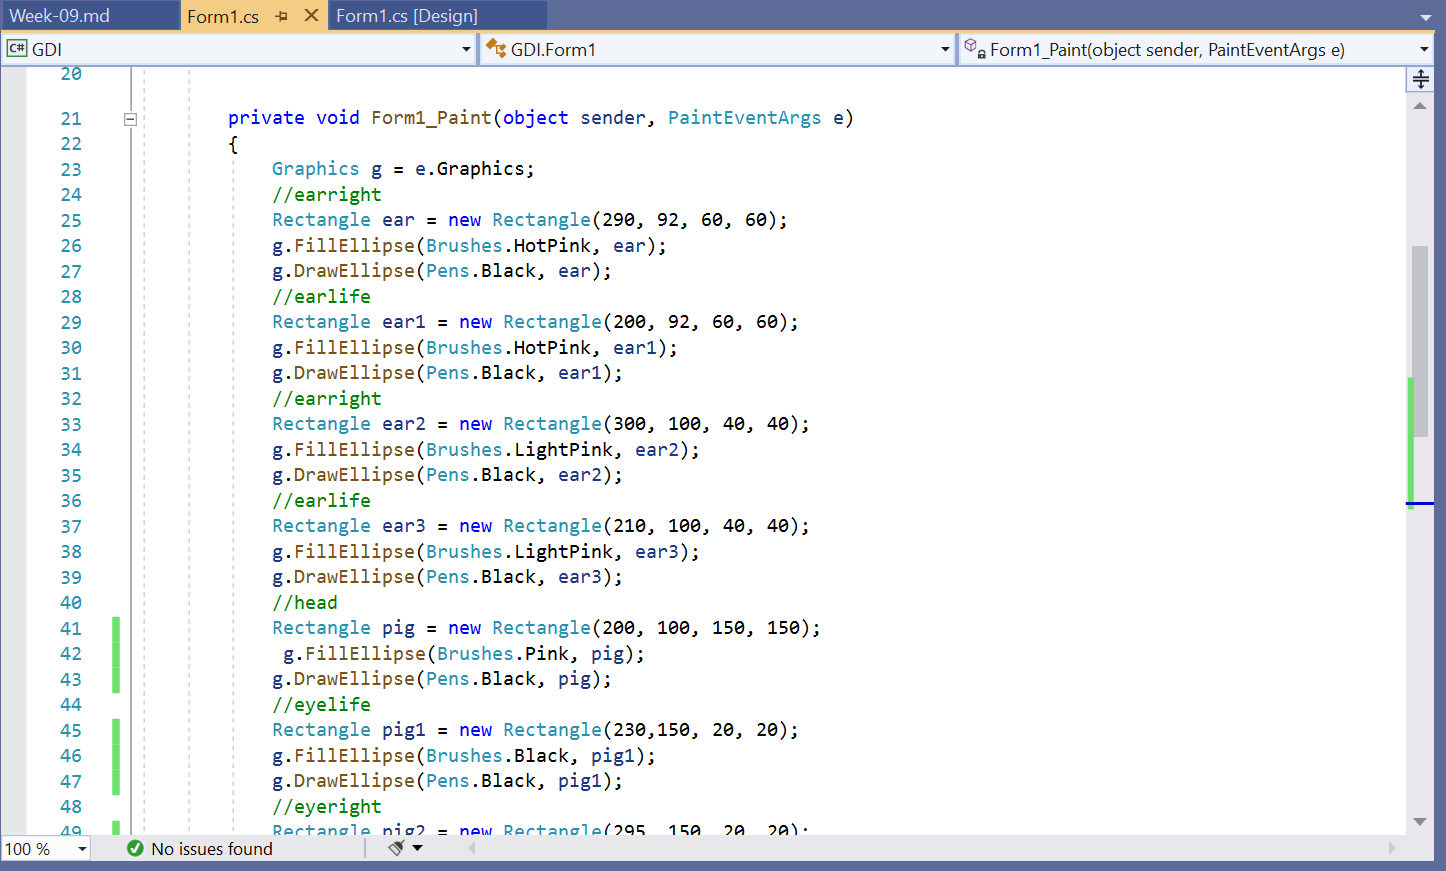 Week-09.md Form1.cs Form1.cs [Design]
C# GDI GDI.Form1 Form1_Paint(object sender, PaintEventArgs e)
20
21 private void Form1_Paint(object sender, PaintEventArgs e)
22 {
23 Graphics g = e.Graphics;
24 //earright
25 Rectangle ear = new Rectangle(290, 92, 60, 60);
26 g.FillEllipse(Brushes.HotPink, ear);
27 g.DrawEllipse(Pens.Black, ear);
28 //earlife
29 Rectangle ear1 = new Rectangle(200, 92, 60, 60);
30 g.FillEllipse(Brushes.HotPink, ear1);
31 g.DrawEllipse(Pens.Black, ear1);
32 //earright
33 Rectangle ear2 = new Rectangle(300, 100, 40, 40);
34 g.FillEllipse(Brushes.LightPink, ear2);
35 g.DrawEllipse(Pens.Black, ear2);
36 //earlife
37 Rectangle ear3 = new Rectangle(210, 100, 40, 40);
38 g.FillEllipse(Brushes.LightPink, ear3);
39 g.DrawEllipse(Pens.Black, ear3);
40 //head
41 Rectangle pig = new Rectangle(200, 100, 150, 150);
42 g.FillEllipse(Brushes.Pink, pig);
43 g.DrawEllipse(Pens.Black, pig);
44 //eyelife
45 Rectangle pig1 = new Rectangle(230,150, 20, 20);
46 g.FillEllipse(Brushes.Black, pig1);
47 g.DrawEllipse(Pens.Black, pig1);
48 //eyeright
49 Rectangle pig2 = new Rectangle(295, 150, 20, 20);
100 % No issues found